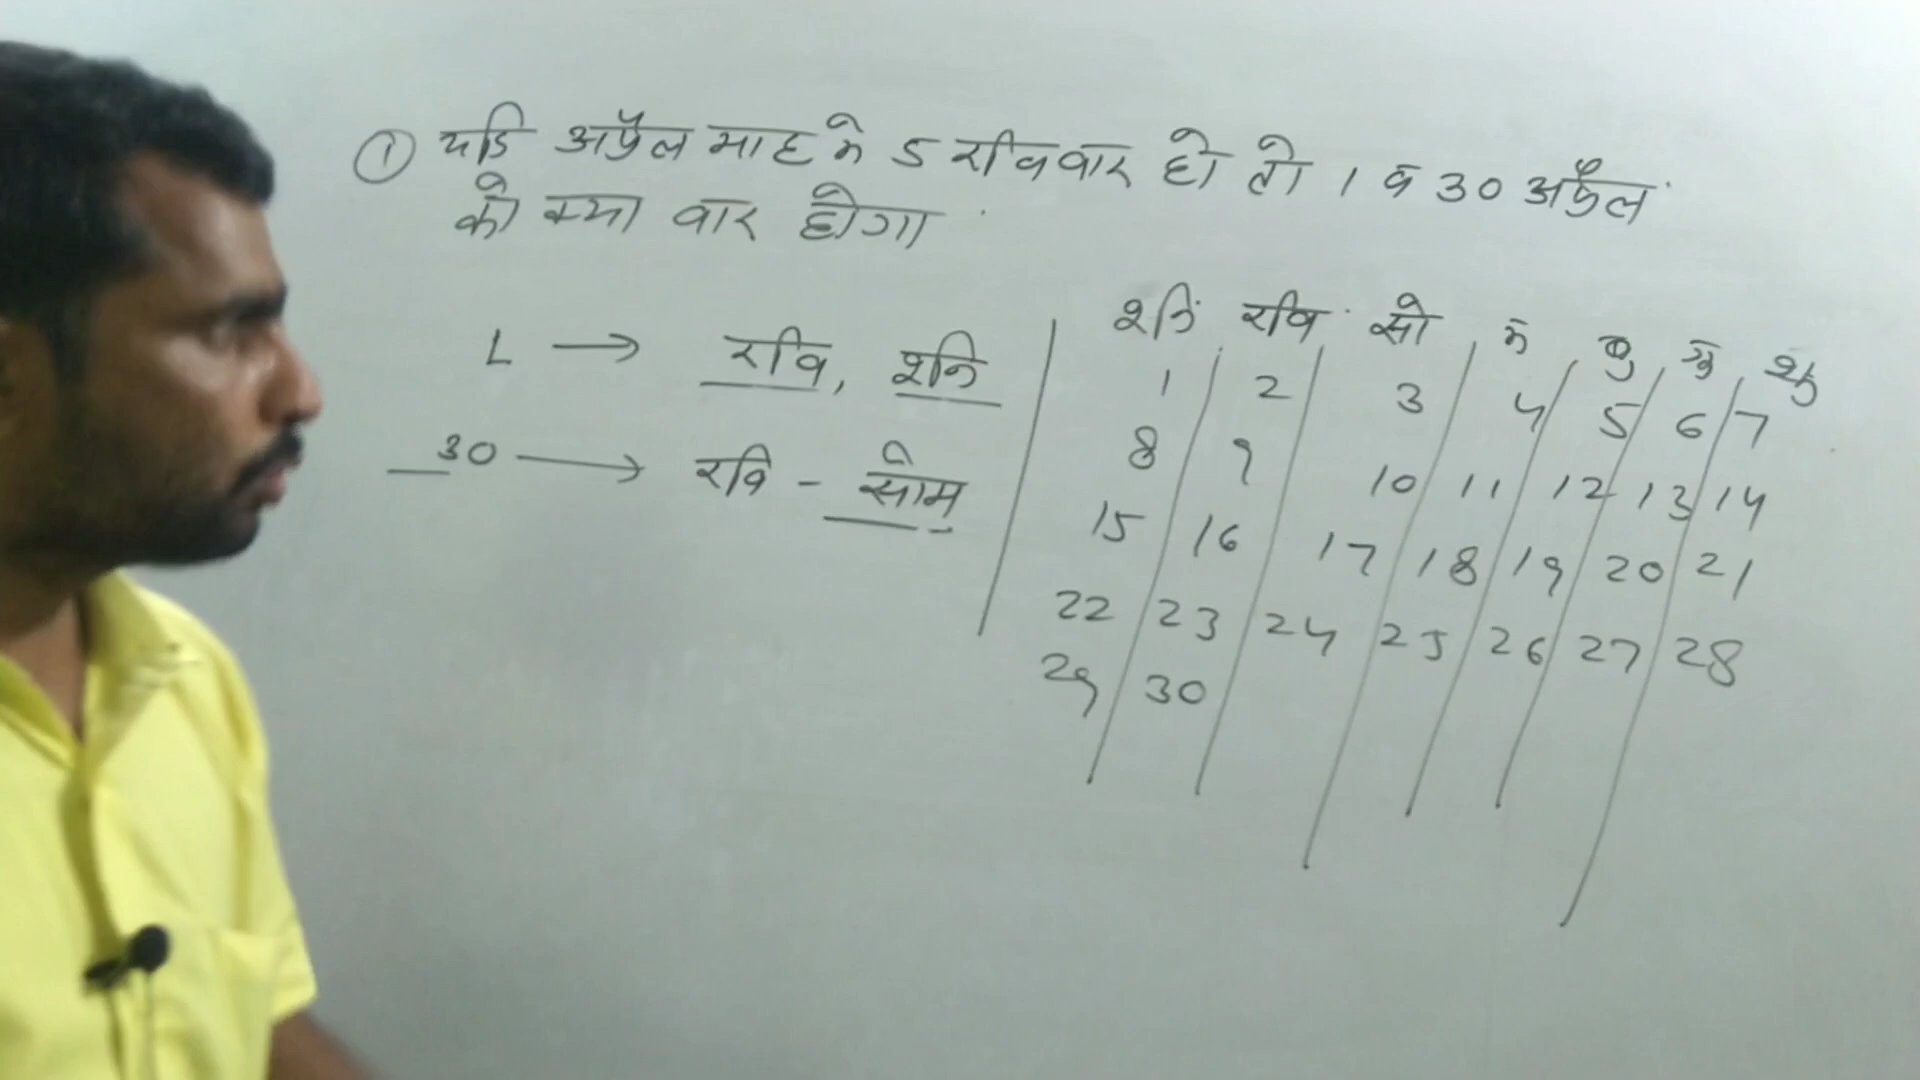 ① यदि अप्रैल माह मे 5 रविवार हो तो 1 व 30 अप्रैल
को क्या वार होगा
1 → रवि, शनि
30 → रवि - सोम
शनि रवि सो मं बु गु शु
1 2 3 4 5 6 7
8 9 10 11 12 13 14
15 16 17 18 19 20 21
22 23 24 25 26 27 28
29 30